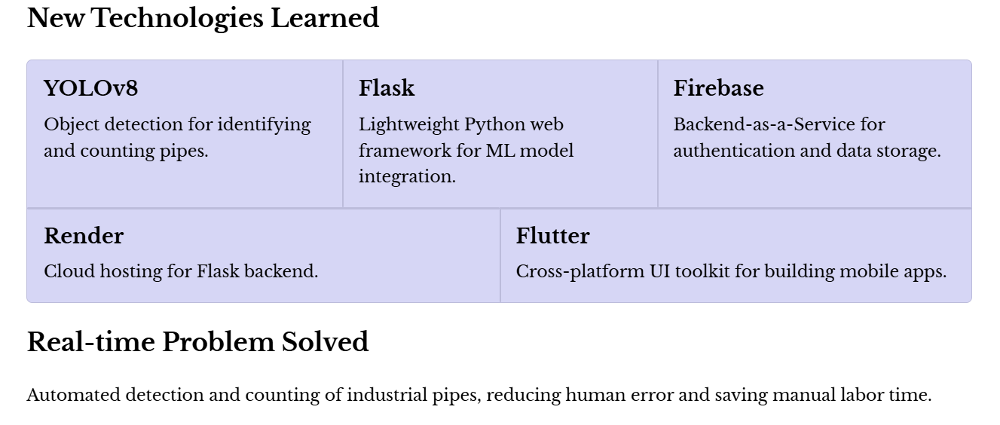 New Technologies Learned
YOLOv8
Object detection for identifying
and counting pipes.
Flask
Lightweight Python web
framework for ML model
integration.
Firebase
Backend-as-a-Service for
authentication and data storage.
Render
Cloud hosting for Flask backend.
Flutter
Cross-platform UI toolkit for building mobile apps.
Real-time Problem Solved
Automated detection and counting of industrial pipes, reducing human error and saving manual labor time.